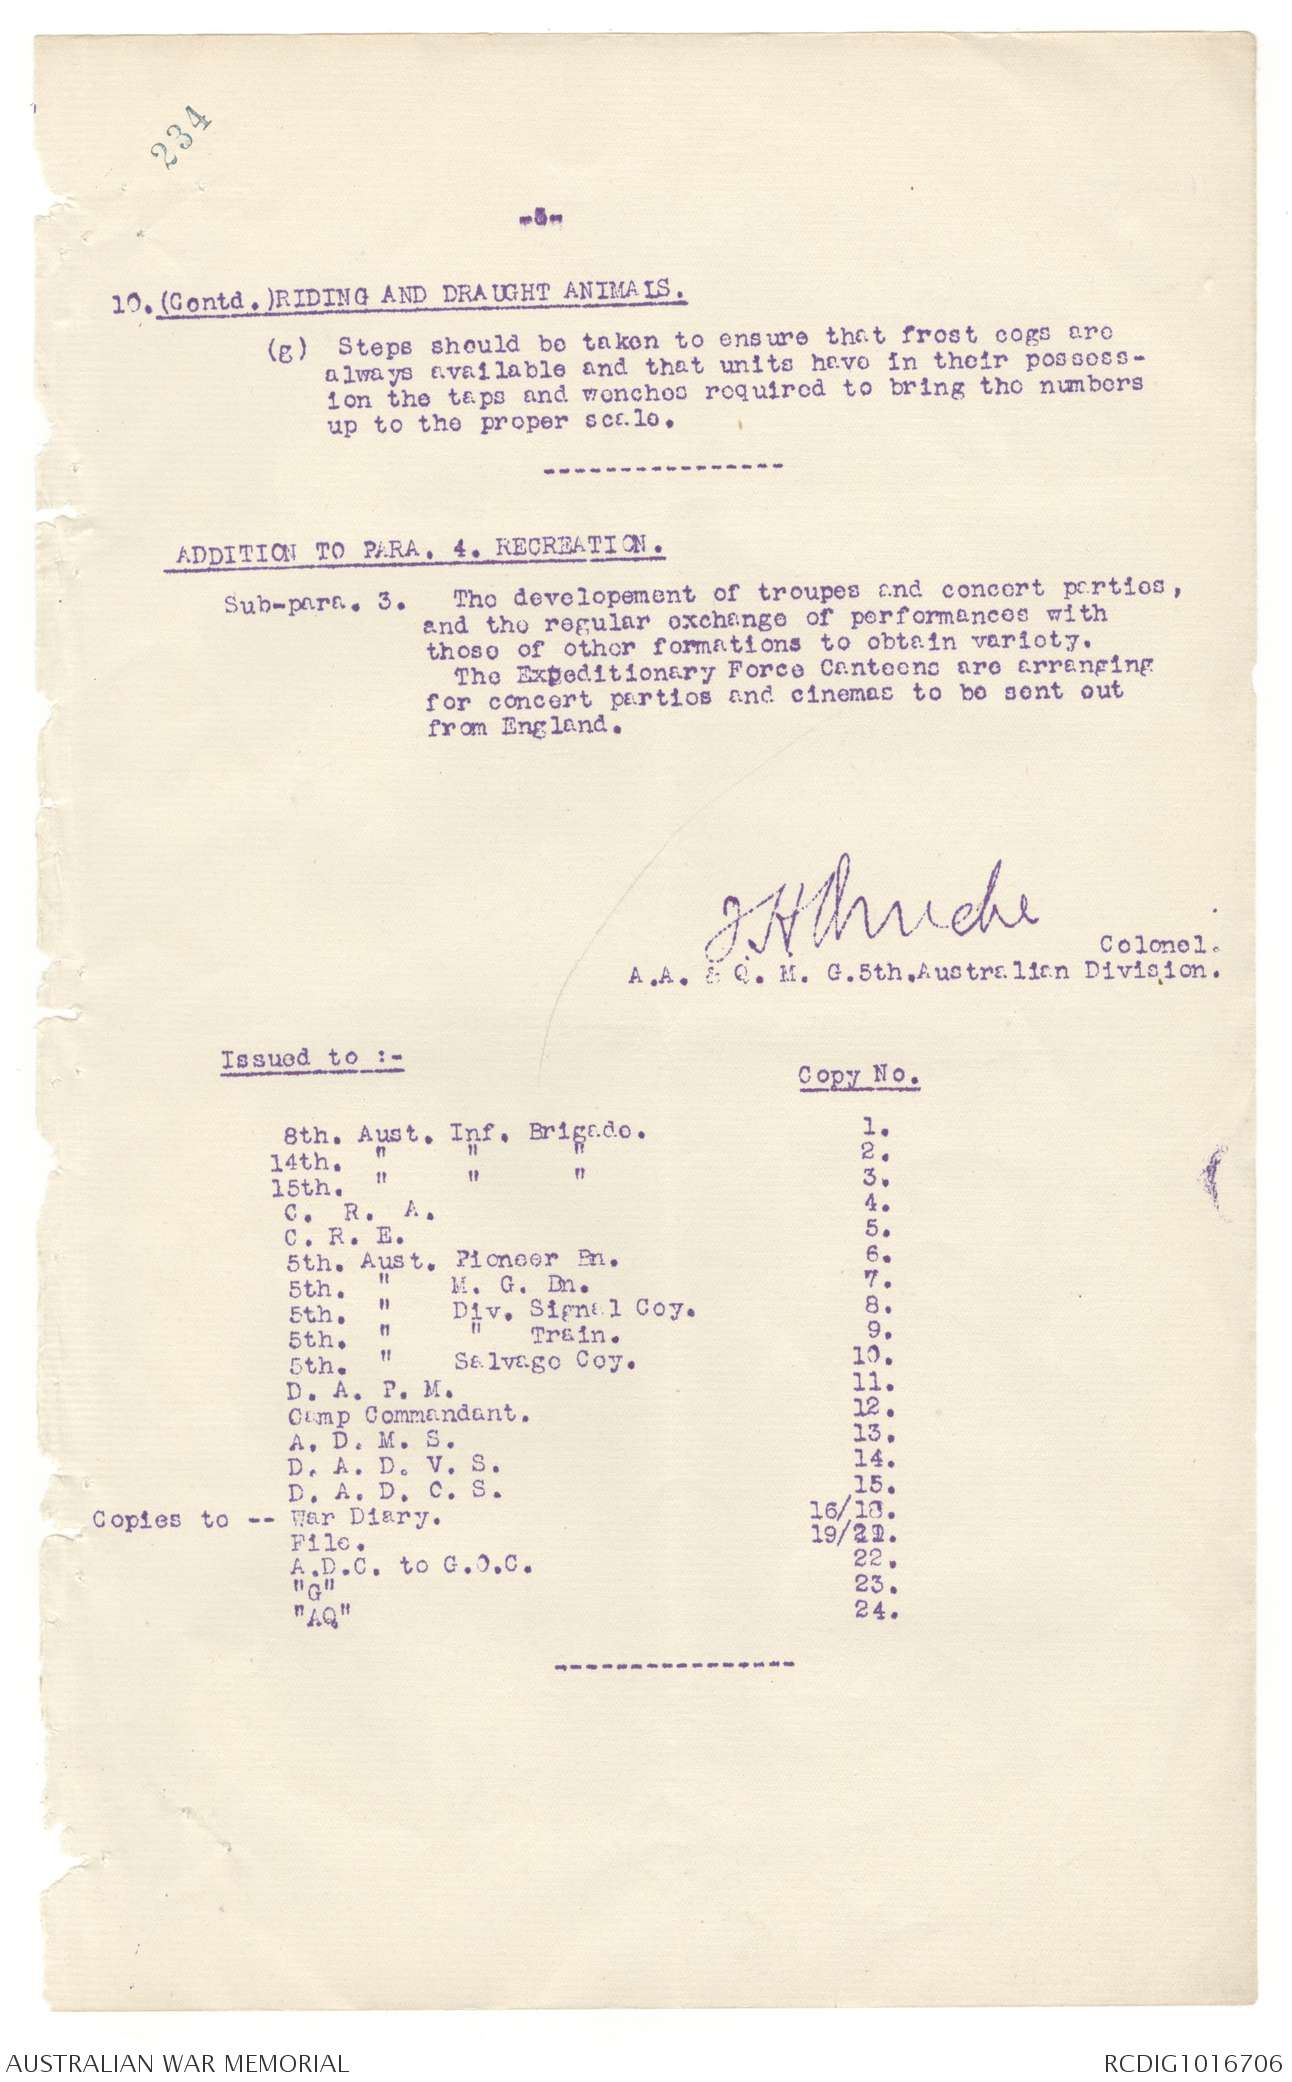 234
-5-
10.(Contd.)RIDING AND DRAUGHT ANIMALS.
(g) Steps should be taken to ensure that frost cogs are
always available and that units have in their possess-
ion the taps and wenches required to bring the numbers
up to the proper scale.
----------------
ADDITION TO PARA. 4. RECREATION.
Sub-para. 3. The developement of troupes and concert parties,
and the regular exchange of performances with
those of other formations to obtain variety.
The Expeditionary Force Canteens are arranging
for concert parties and cinemas to be sent out
from England.
J H Bruche
Colonel.
A.A. & Q. M. G.5th.Australian Division.
Issued to :- Copy No.
8th. Aust. Inf. Brigade. 1.
14th. " " " 2.
15th. " " " 3.
C. R. A. 4.
C. R. E. 5.
5th. Aust. Pioneer Bn. 6.
5th. " M. G. Bn. 7.
5th. " Div. Signal Coy. 8.
5th. " " Train. 9.
5th. " Salvage Coy. 10.
D. A. P. M. 11.
Camp Commandant. 12.
A. D. M. S. 13.
D. A. D. V. S. 14.
D. A. D. C. S. 15.
Copies to -- War Diary. 16/18.
File. 19/21.
A.D.C. to G.O.C. 22.
"G" 23.
"AQ" 24.
----------------
AUSTRALIAN WAR MEMORIAL RCDIG1016706